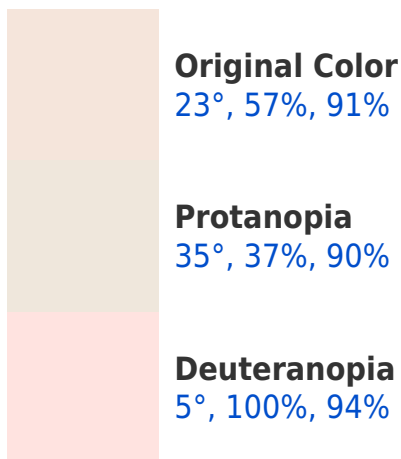 Original Color
23°, 57%, 91%
Protanopia
35°, 37%, 90%
Deuteranopia
5°, 100%, 94%